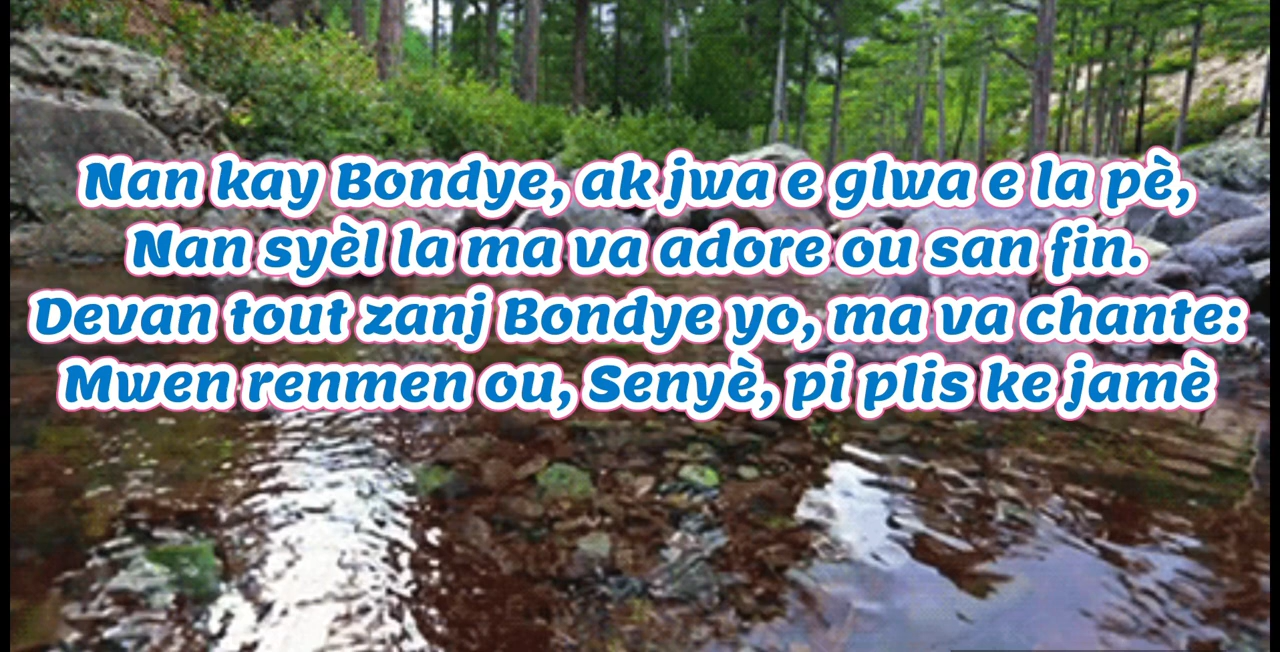 Nan kay Bondye, ak jwa e glwa e la pè,
Nan syèl la ma va adore ou san fin.
Devan tout zanj Bondye yo, ma va chante:
Mwen renmen ou, Senyè, pi plis ke jamè